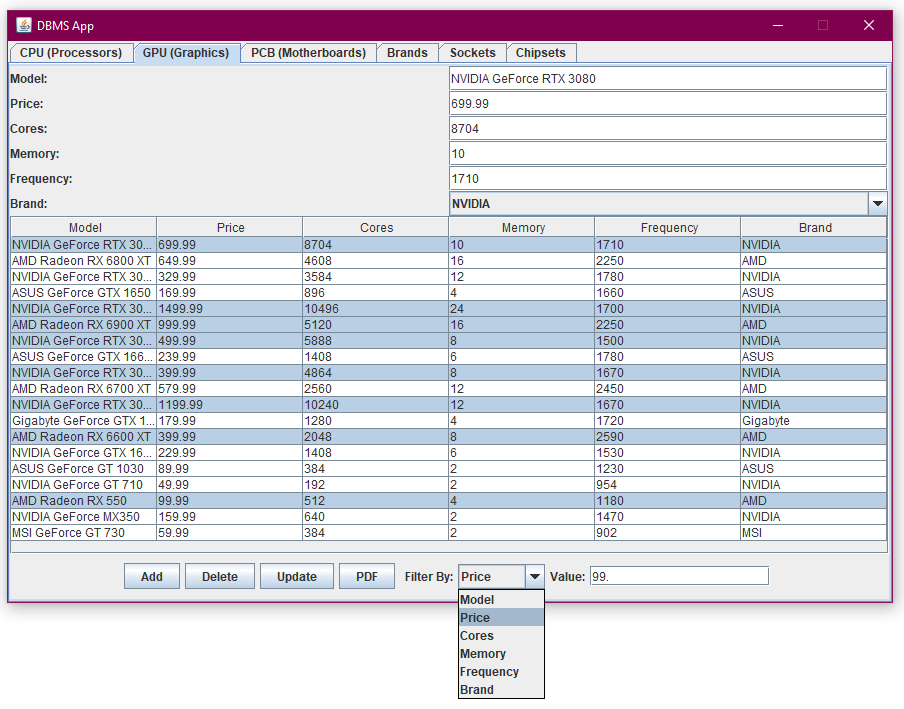 DBMS App
CPU (Processors) GPU (Graphics) PCB (Motherboards) Brands Sockets Chipsets
Model: NVIDIA GeForce RTX 3080
Price: 699.99
Cores: 8704
Memory: 10
Frequency: 1710
Brand: NVIDIA
Model Price Cores Memory Frequency Brand
NVIDIA GeForce RTX 30... 699.99 8704 10 1710 NVIDIA
AMD Radeon RX 6800 XT 649.99 4608 16 2250 AMD
NVIDIA GeForce RTX 30... 329.99 3584 12 1780 NVIDIA
ASUS GeForce GTX 1650 169.99 896 4 1660 ASUS
NVIDIA GeForce RTX 30... 1499.99 10496 24 1700 NVIDIA
AMD Radeon RX 6900 XT 999.99 5120 16 2250 AMD
NVIDIA GeForce RTX 30... 499.99 5888 8 1500 NVIDIA
ASUS GeForce GTX 166... 239.99 1408 6 1780 ASUS
NVIDIA GeForce RTX 30... 399.99 4864 8 1670 NVIDIA
AMD Radeon RX 6700 XT 579.99 2560 12 2450 AMD
NVIDIA GeForce RTX 30... 1199.99 10240 12 1670 NVIDIA
Gigabyte GeForce GTX 1... 179.99 1280 4 1720 Gigabyte
AMD Radeon RX 6600 XT 399.99 2048 8 2590 AMD
NVIDIA GeForce GTX 16... 229.99 1408 6 1530 NVIDIA
ASUS GeForce GT 1030 89.99 384 2 1230 ASUS
NVIDIA GeForce GT 710 49.99 192 2 954 NVIDIA
AMD Radeon RX 550 99.99 512 4 1180 AMD
NVIDIA GeForce MX350 159.99 640 2 1470 NVIDIA
MSI GeForce GT 730 59.99 384 2 902 MSI
Add Delete Update PDF Filter By: Price Value: 99.
Model
Price
Cores
Memory
Frequency
Brand